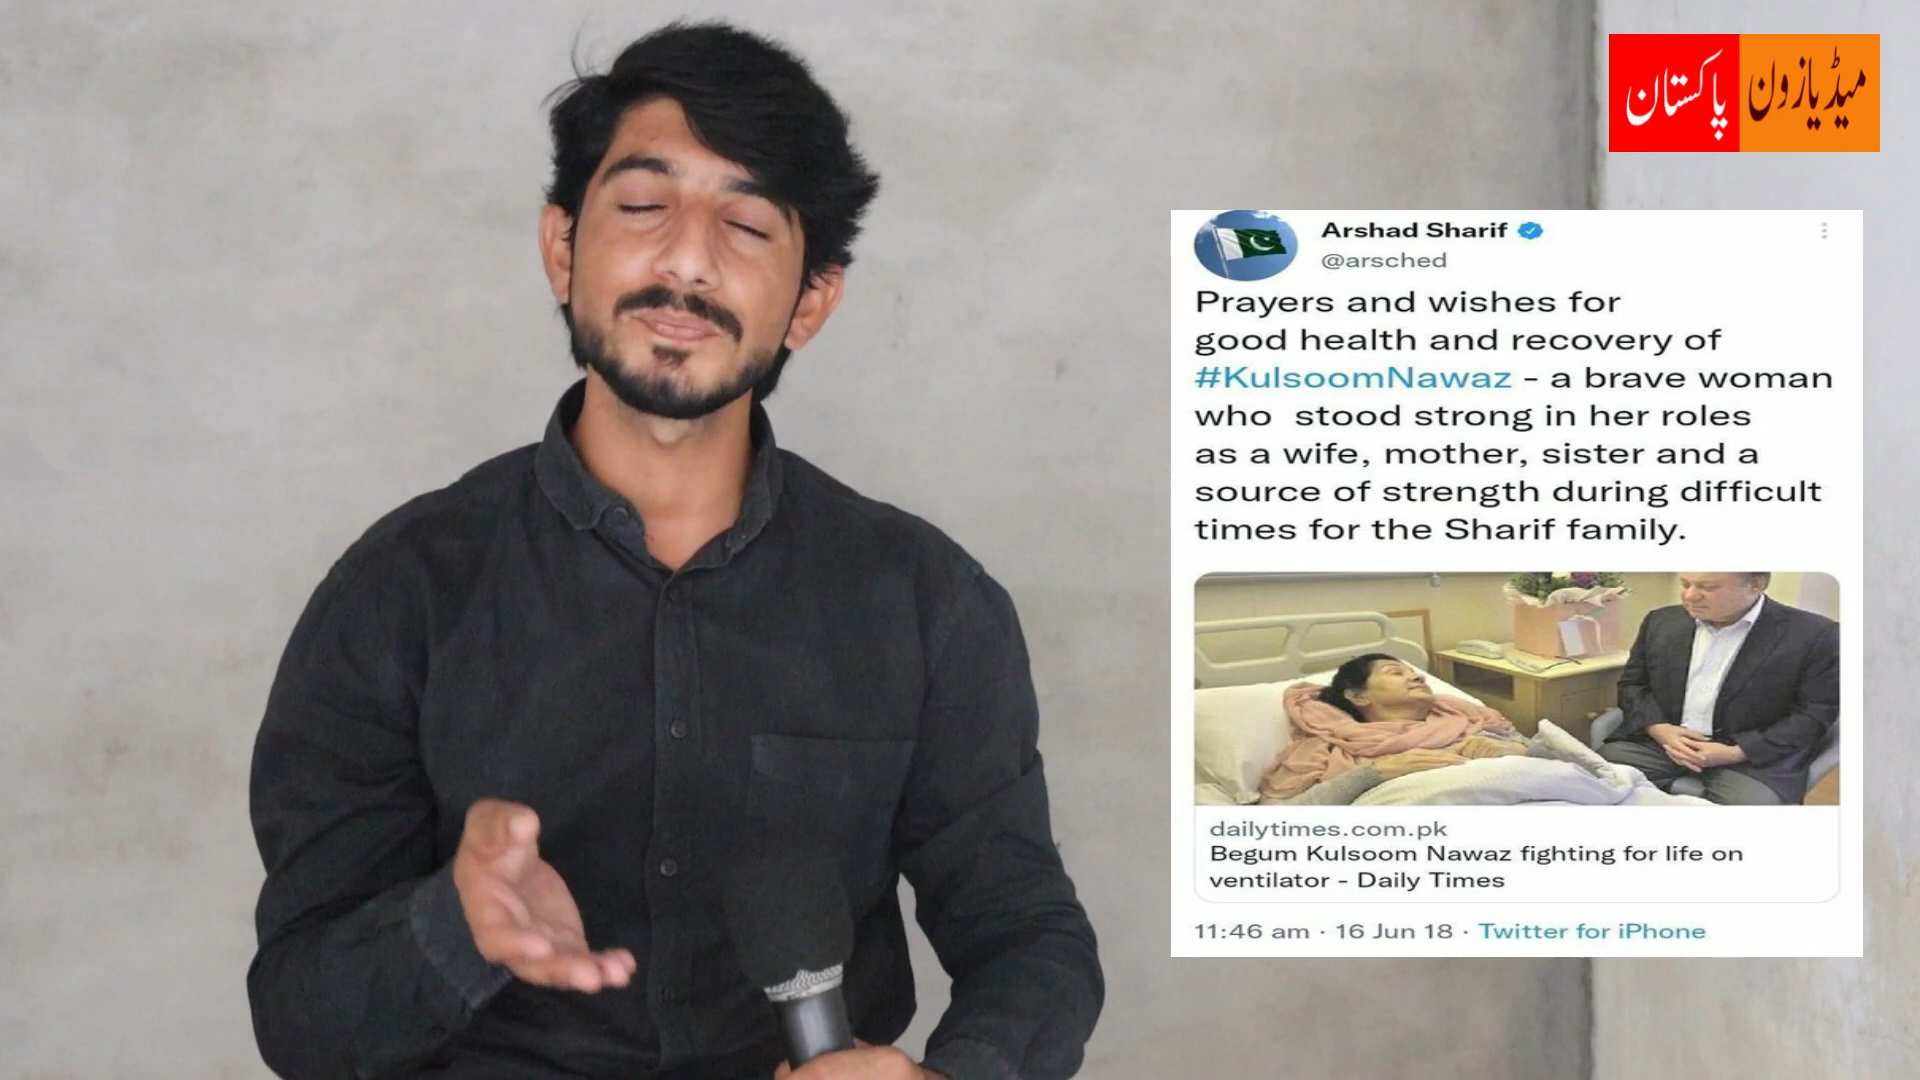 میڈیازون پاکستان
Arshad Sharif
@arsched
Prayers and wishes for
good health and recovery of
#KulsoomNawaz - a brave woman
who stood strong in her roles
as a wife, mother, sister and a
source of strength during difficult
times for the Sharif family.
dailytimes.com.pk
Begum Kulsoom Nawaz fighting for life on
ventilator - Daily Times
11:46 am · 16 Jun 18 · Twitter for iPhone